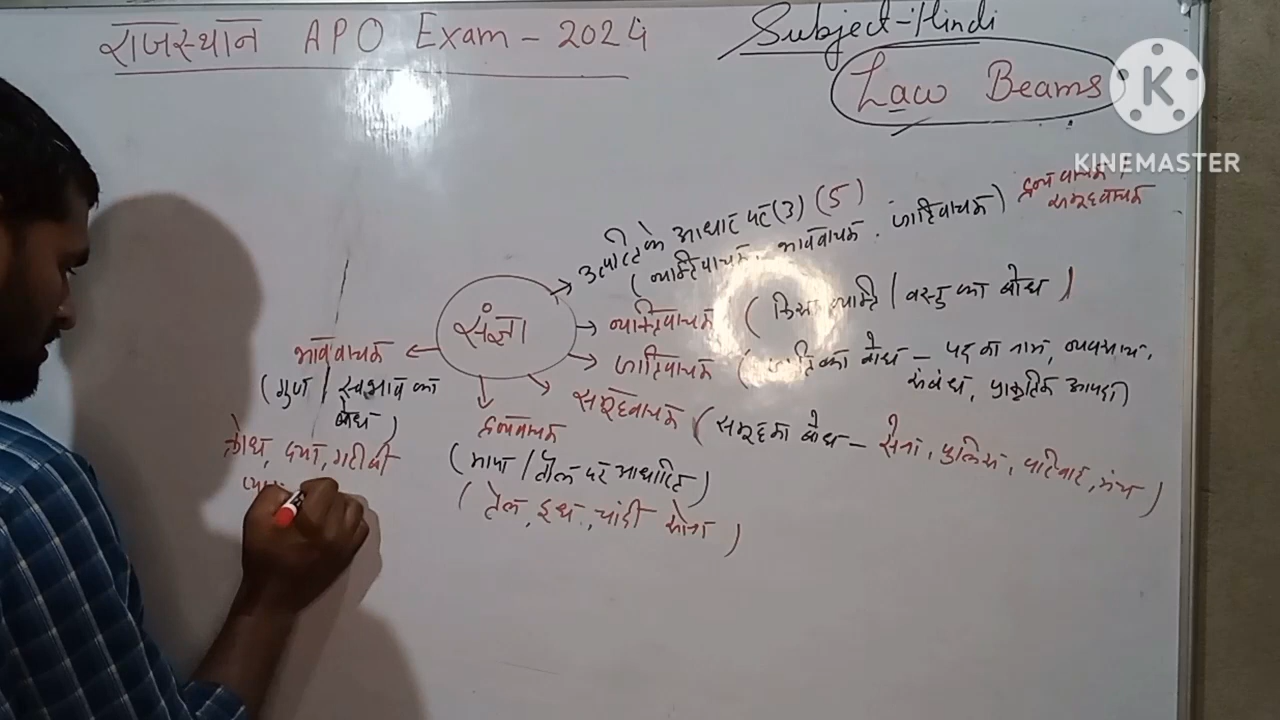 राजस्थान APO Exam - 2024
Subject - Hindi
Law Beams
KINEMASTER
द्रव्यवाचक,
समूहवाचक
उत्पत्ति के आधार पर (3) (5)
(व्यक्तिवाचक, भाववाचक, जातिवाचक)
संज्ञा
व्यक्तिवाचक (किसी व्यक्ति / वस्तु का बोध)
जातिवाचक (जाति का बोध - पद का नाम, व्यवसाय,
संबंध, प्राकृतिक आपदा)
समूहवाचक (समूह का बोध - सेना, पुलिस, परिवार, संघ)
द्रव्यवाचक
(माप / तौल पर आधारित)
(तेल, दूध, चांदी सोना)
भाववाचक
(गुण / स्वभाव का
बोध)
क्रोध, दया, गरीबी